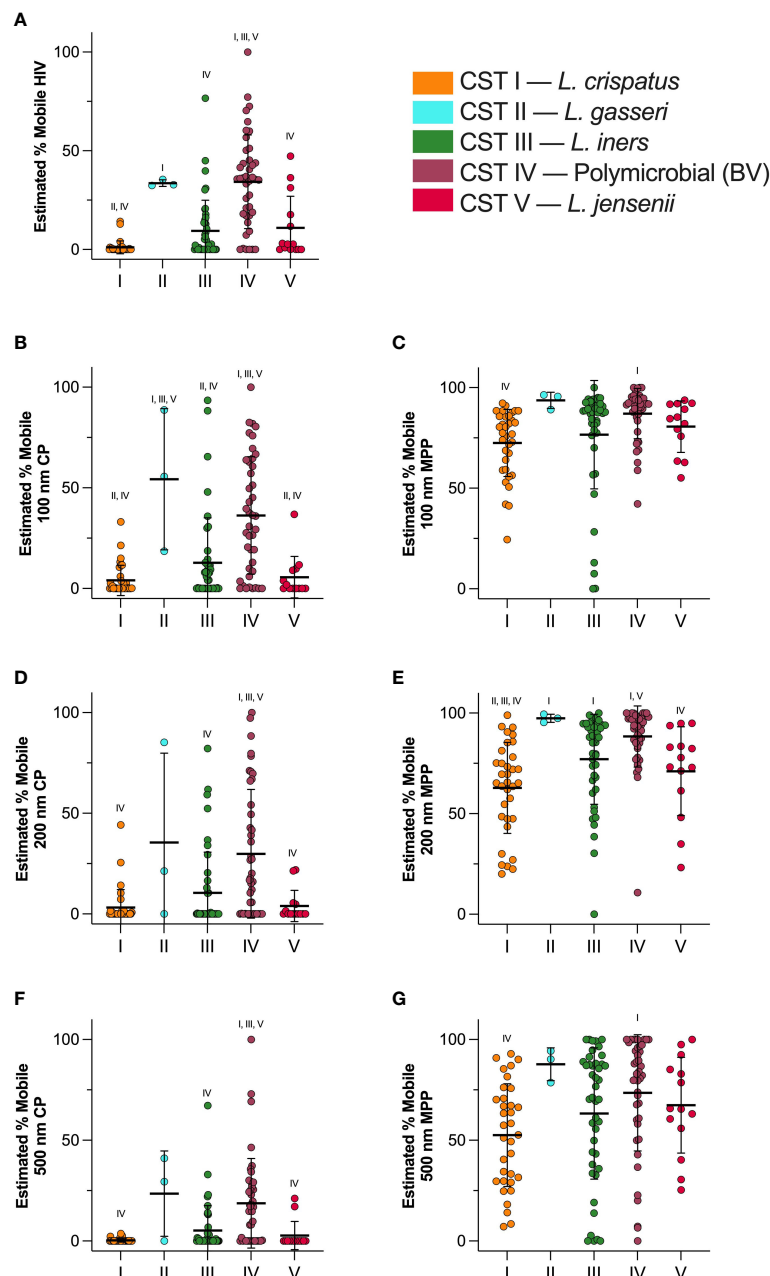 A
Estimated % Mobile HIV
100
50
0
II, IV
I
IV
I, III, V
IV
I II III IV V
CST I — L. crispatus
CST II — L. gasseri
CST III — L. iners
CST IV — Polymicrobial (BV)
CST V — L. jensenii
B
Estimated % Mobile
100 nm CP
100
50
0
II, IV
I, III, V
II, IV
I, III, V
II, IV
I II III IV V
C
Estimated % Mobile
100 nm MPP
100
50
0
IV
I
I II III IV V
D
Estimated % Mobile
200 nm CP
100
50
0
IV
IV
I, III, V
IV
I II III IV V
E
Estimated % Mobile
200 nm MPP
100
50
0
II, III, IV
I
I
I, V
IV
I II III IV V
F
Estimated % Mobile
500 nm CP
100
50
0
IV
IV
I, III, V
IV
I II III IV V
G
Estimated % Mobile
500 nm MPP
100
50
0
IV
I
I II III IV V